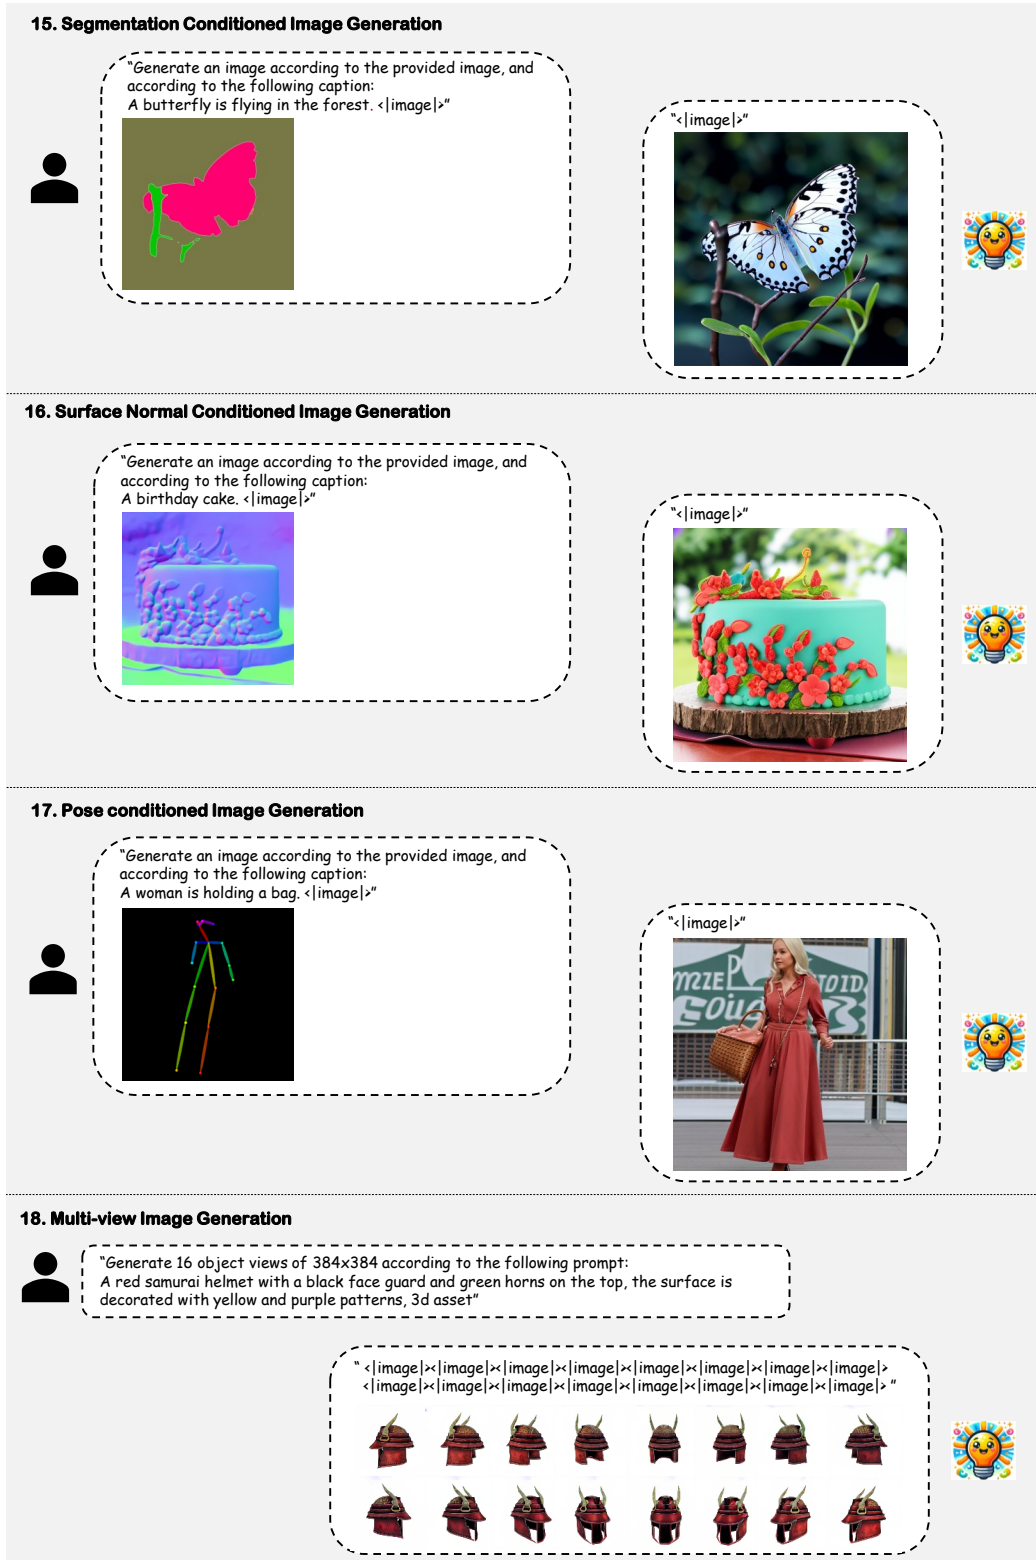 15. Segmentation Conditioned Image Generation
“Generate an image according to the provided image, and
according to the following caption:
A butterfly is flying in the forest. <|image|>”
“<|image|>”
16. Surface Normal Conditioned Image Generation
“Generate an image according to the provided image, and
according to the following caption:
A birthday cake. <|image|>”
“<|image|>”
17. Pose conditioned Image Generation
“Generate an image according to the provided image, and
according to the following caption:
A woman is holding a bag. <|image|>”
“<|image|>”
18. Multi-view Image Generation
“Generate 16 object views of 384x384 according to the following prompt:
A red samurai helmet with a black face guard and green horns on the top, the surface is
decorated with yellow and purple patterns, 3d asset”
“ <|image|><|image|><|image|><|image|><|image|><|image|><|image|><|image|>
<|image|><|image|><|image|><|image|><|image|><|image|><|image|><|image|> ”